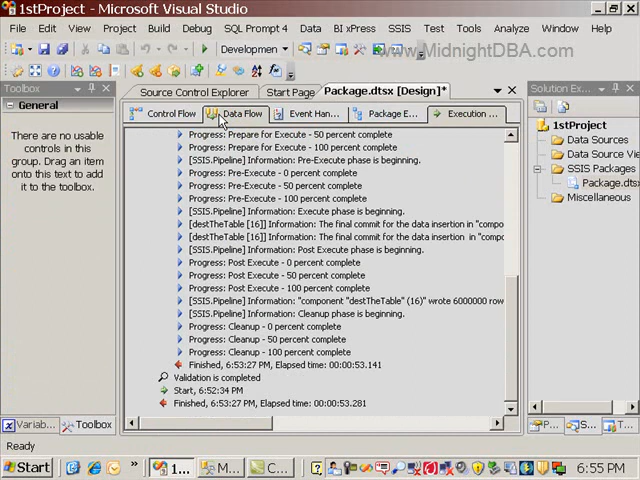 1stProject - Microsoft Visual Studio
File Edit View Project Build Debug SQL Prompt 4 Data BI xPress SSIS Test Tools Window Help
Developmen
www.MidnightDBA.com
Toolbox
General
There are no usable
controls in this
group. Drag an item
onto this text to
add it to the toolbox.
Variab...
Toolbox
Source Control Explorer
Start Page
Package.dtsx [Design]*
Control Flow
Data Flow
Event Han...
Package E...
Execution ...
Progress: Prepare for Execute - 50 percent complete
Progress: Prepare for Execute - 100 percent complete
[SSIS.Pipeline] Information: Pre-Execute phase is beginning.
Progress: Pre-Execute - 0 percent complete
Progress: Pre-Execute - 50 percent complete
Progress: Pre-Execute - 100 percent complete
[SSIS.Pipeline] Information: Execute phase is beginning.
[destTheTable [16]] Information: The final commit for the data insertion in "compo
[destTheTable [16]] Information: The final commit for the data insertion in "compo
[SSIS.Pipeline] Information: Post Execute phase is beginning.
Progress: Post Execute - 0 percent complete
Progress: Post Execute - 50 percent complete
Progress: Post Execute - 100 percent complete
[SSIS.Pipeline] Information: "component "destTheTable" (16)" wrote 6000000 row
[SSIS.Pipeline] Information: Cleanup phase is beginning.
Progress: Cleanup - 0 percent complete
Progress: Cleanup - 50 percent complete
Progress: Cleanup - 100 percent complete
Finished, 6:53:27 PM, Elapsed time: 00:00:53.141
Validation is completed
Start, 6:52:34 PM
Finished, 6:53:27 PM, Elapsed time: 00:00:53.281
Solution Ex...
1stProject
Data Sources
Data Source Vi
SSIS Packages
Package.dtsx
Miscellaneous
P...
S...
T...
Ready
Start
»
1...
M...
C...
6:55 PM